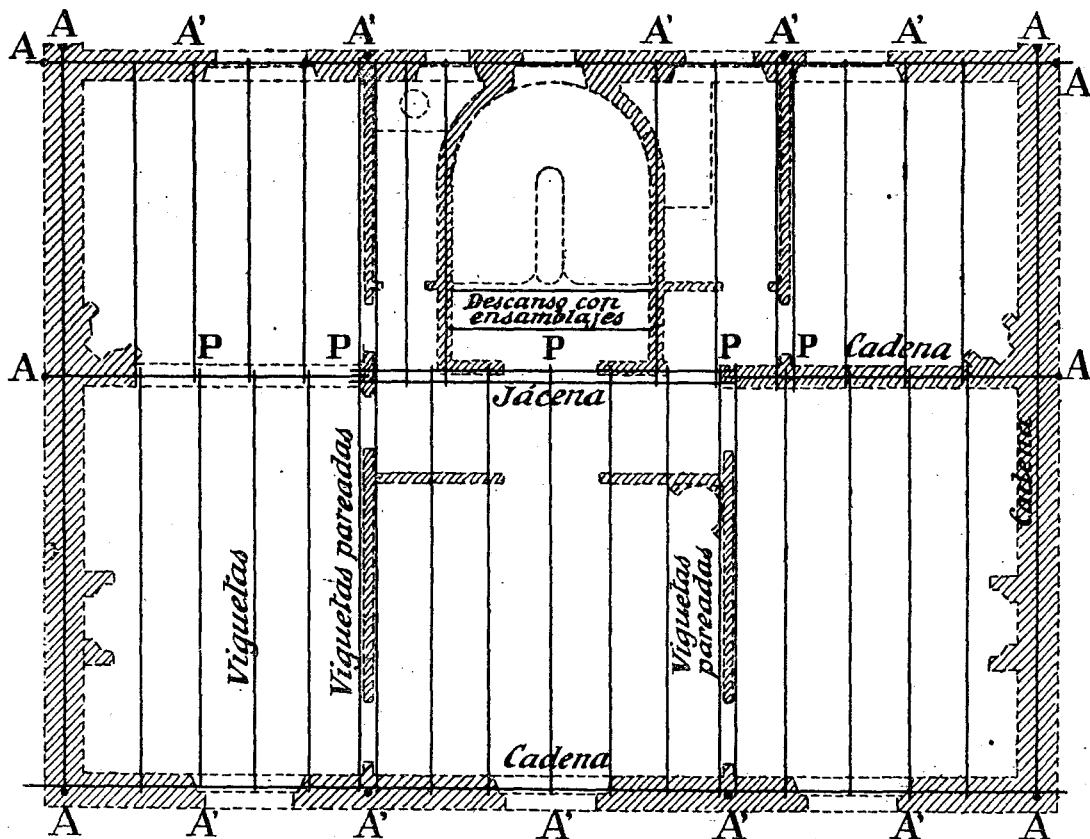 A A' A' A' A' A' A
A A
Descanso con
ensamblajes
P P P P P Cadena
A A
Jácena
Cadena
Viguetas
Viguetas pareadas
Viguetas
pareadas
Cadena
A A' A' A' A' A' A